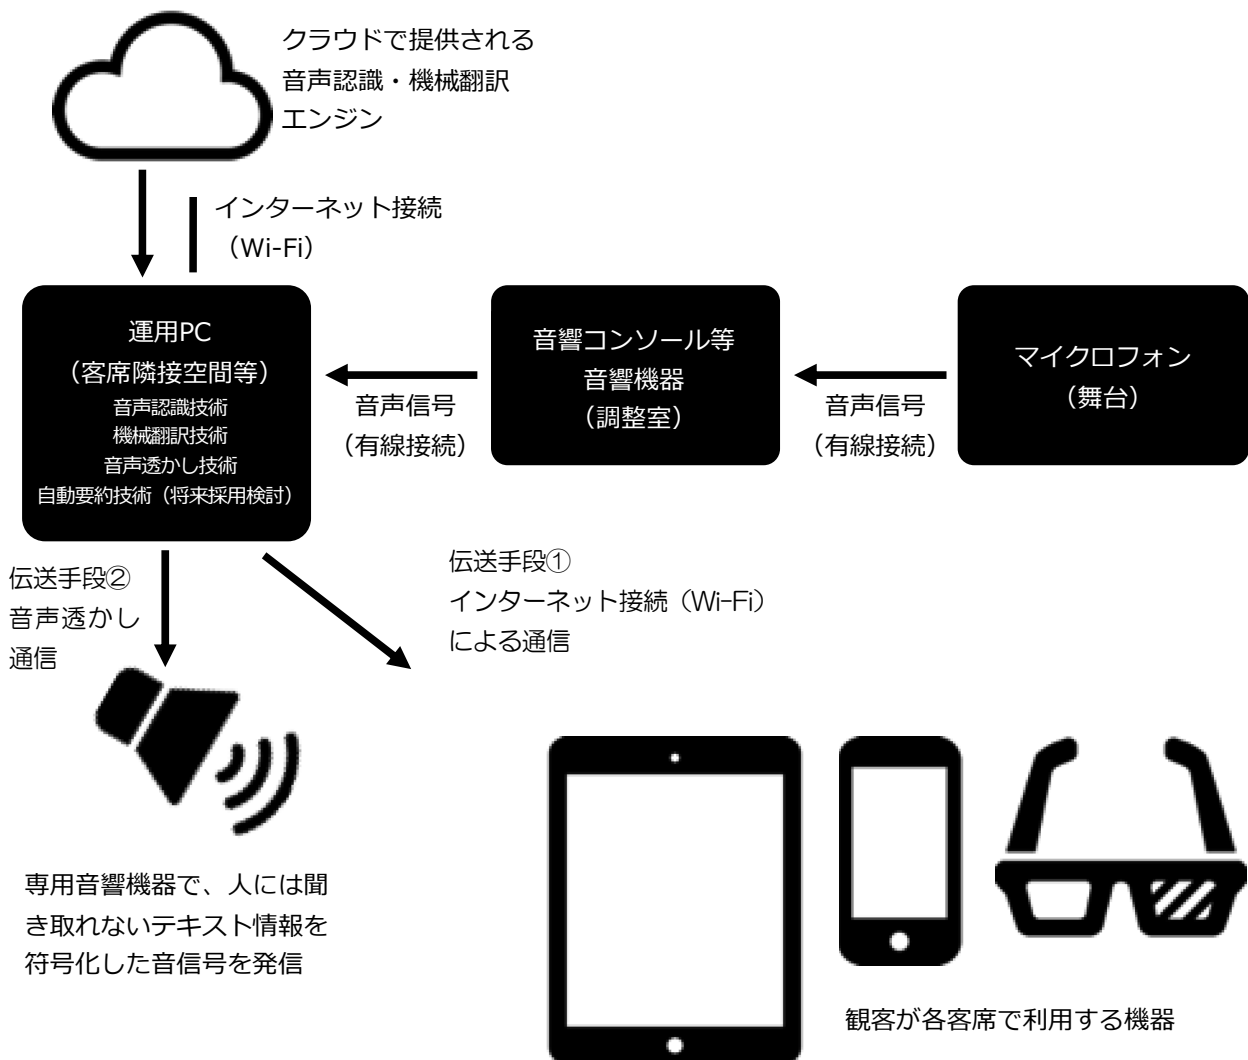 クラウドで提供される
音声認識・機械翻訳
エンジン
インターネット接続
（Wi-Fi）
運用PC
（客席隣接空間等）
音声認識技術
機械翻訳技術
音声透かし技術
自動要約技術（将来採用検討）
音声信号
（有線接続）
音響コンソール等
音響機器
（調整室）
音声信号
（有線接続）
マイクロフォン
（舞台）
伝送手段②
音声透かし
通信
伝送手段①
インターネット接続（Wi-Fi）
による通信
専用音響機器で、人には聞
き取れないテキスト情報を
符号化した音信号を発信
観客が各客席で利用する機器